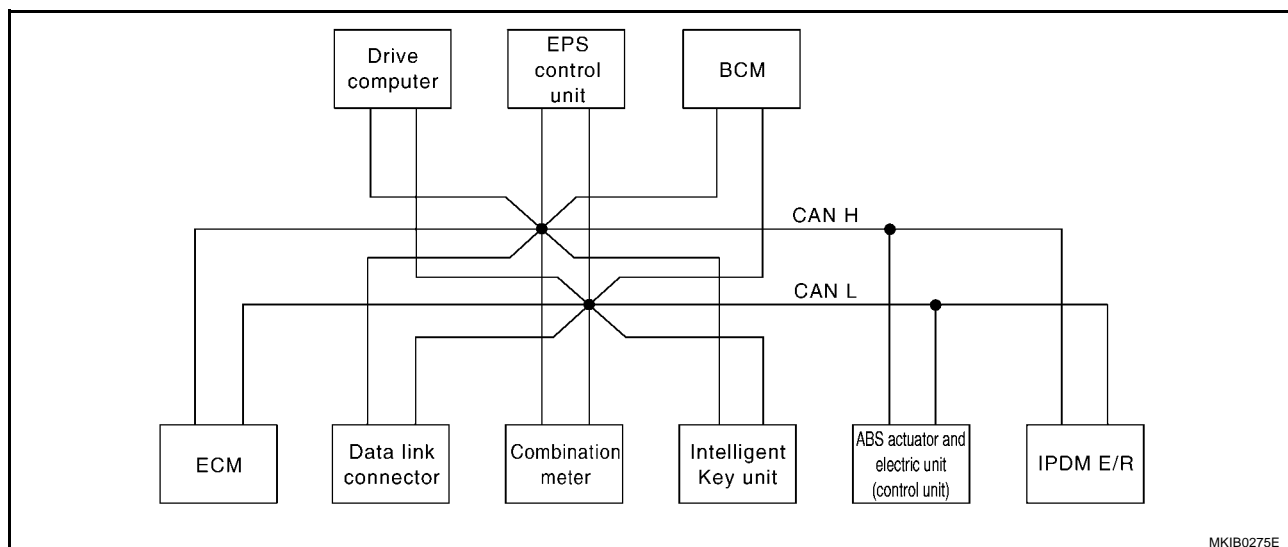 Drive
computer
EPS
control
unit
BCM
CAN H
CAN L
ECM
Data link
connector
Combination
meter
Intelligent
Key unit
ABS actuator and
electric unit
(control unit)
IPDM E/R
MKIB0275E